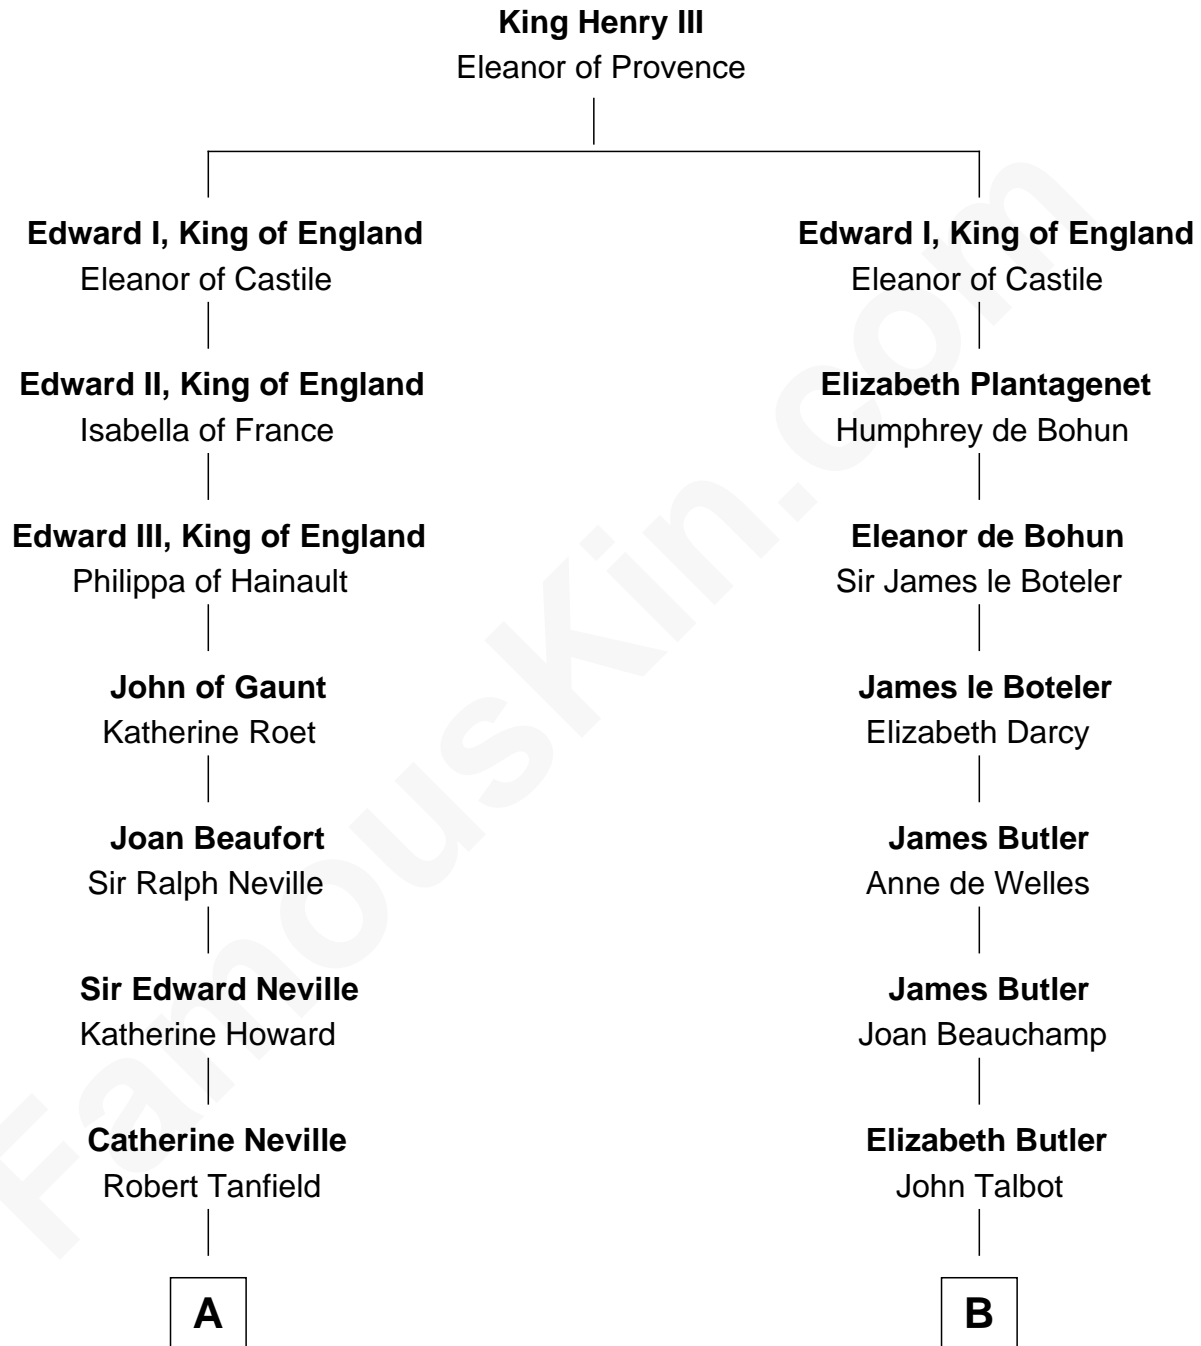 King Henry III
Eleanor of Provence
Edward I, King of England
Eleanor of Castile
Edward II, King of England
Isabella of France
Edward III, King of England
Philippa of Hainault
John of Gaunt
Katherine Roet
Joan Beaufort
Sir Ralph Neville
Sir Edward Neville
Katherine Howard
Catherine Neville
Robert Tanfield
A
Edward I, King of England
Eleanor of Castile
Elizabeth Plantagenet
Humphrey de Bohun
Eleanor de Bohun
Sir James le Boteler
James le Boteler
Elizabeth Darcy
James Butler
Anne de Welles
James Butler
Joan Beauchamp
Elizabeth Butler
John Talbot
B
FamousKin.com